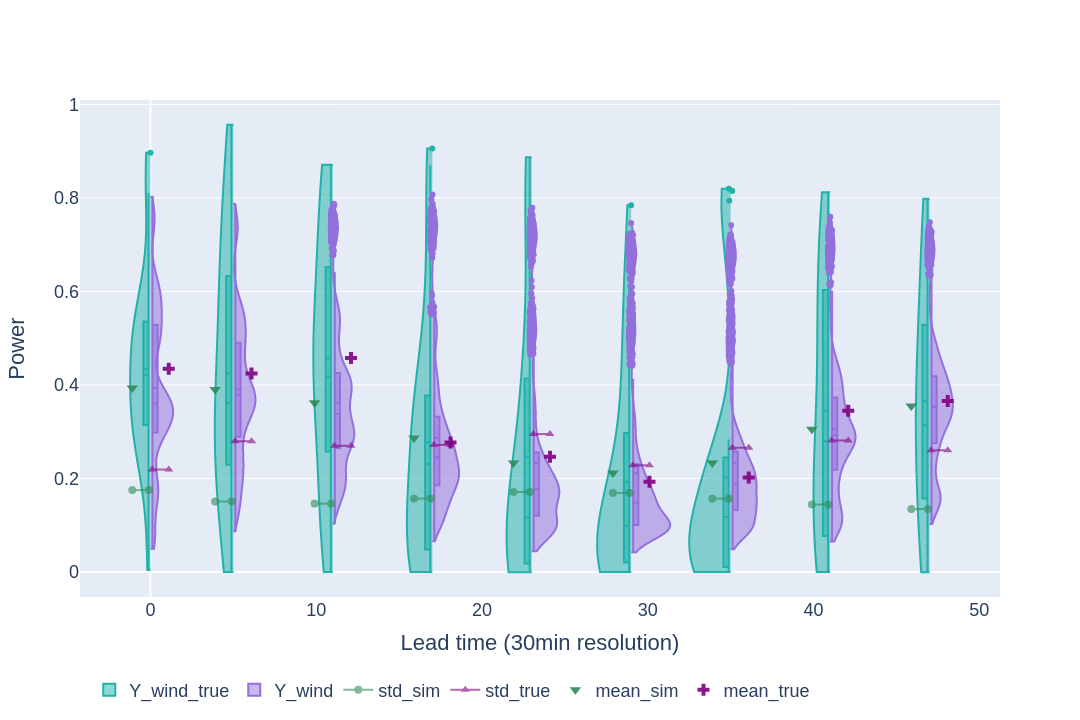 1
0.8
0.6
0.4
0.2
0
Power
0 10 20 30 40 50
Lead time (30min resolution)
Y_wind_true Y_wind std_sim std_true mean_sim mean_true